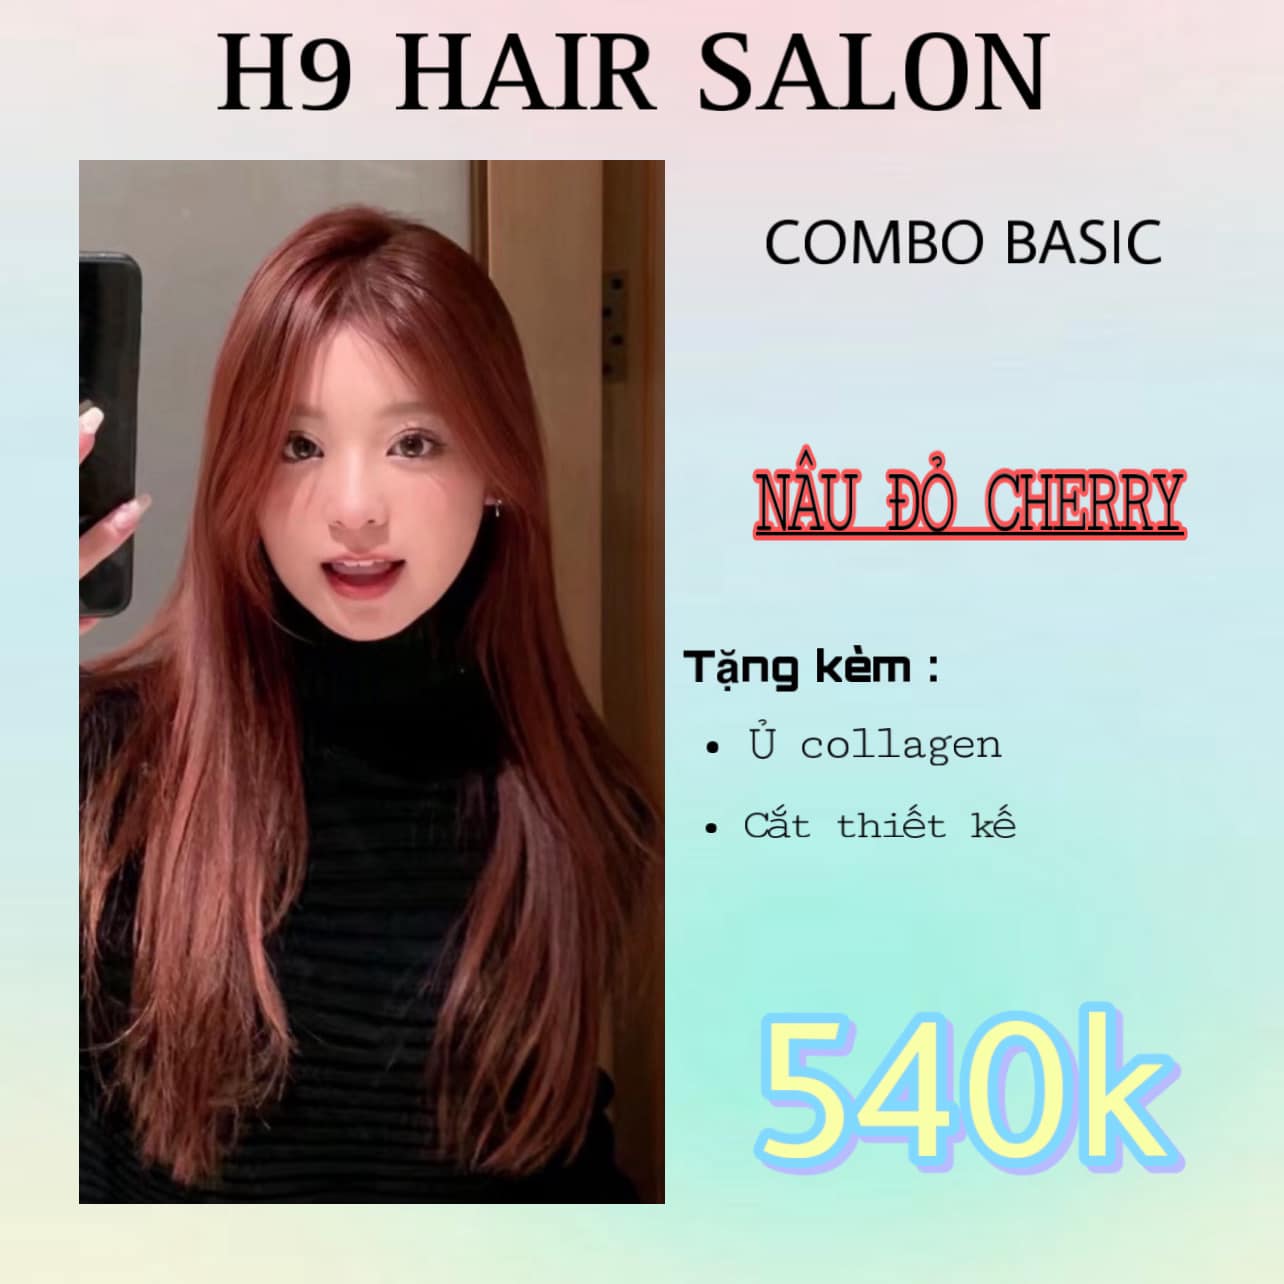 H9 HAIR SALON
COMBO BASIC
NÂU ĐỎ CHERRY
Tặng kèm :
• Ủ collagen
• Cắt thiết kế
540k